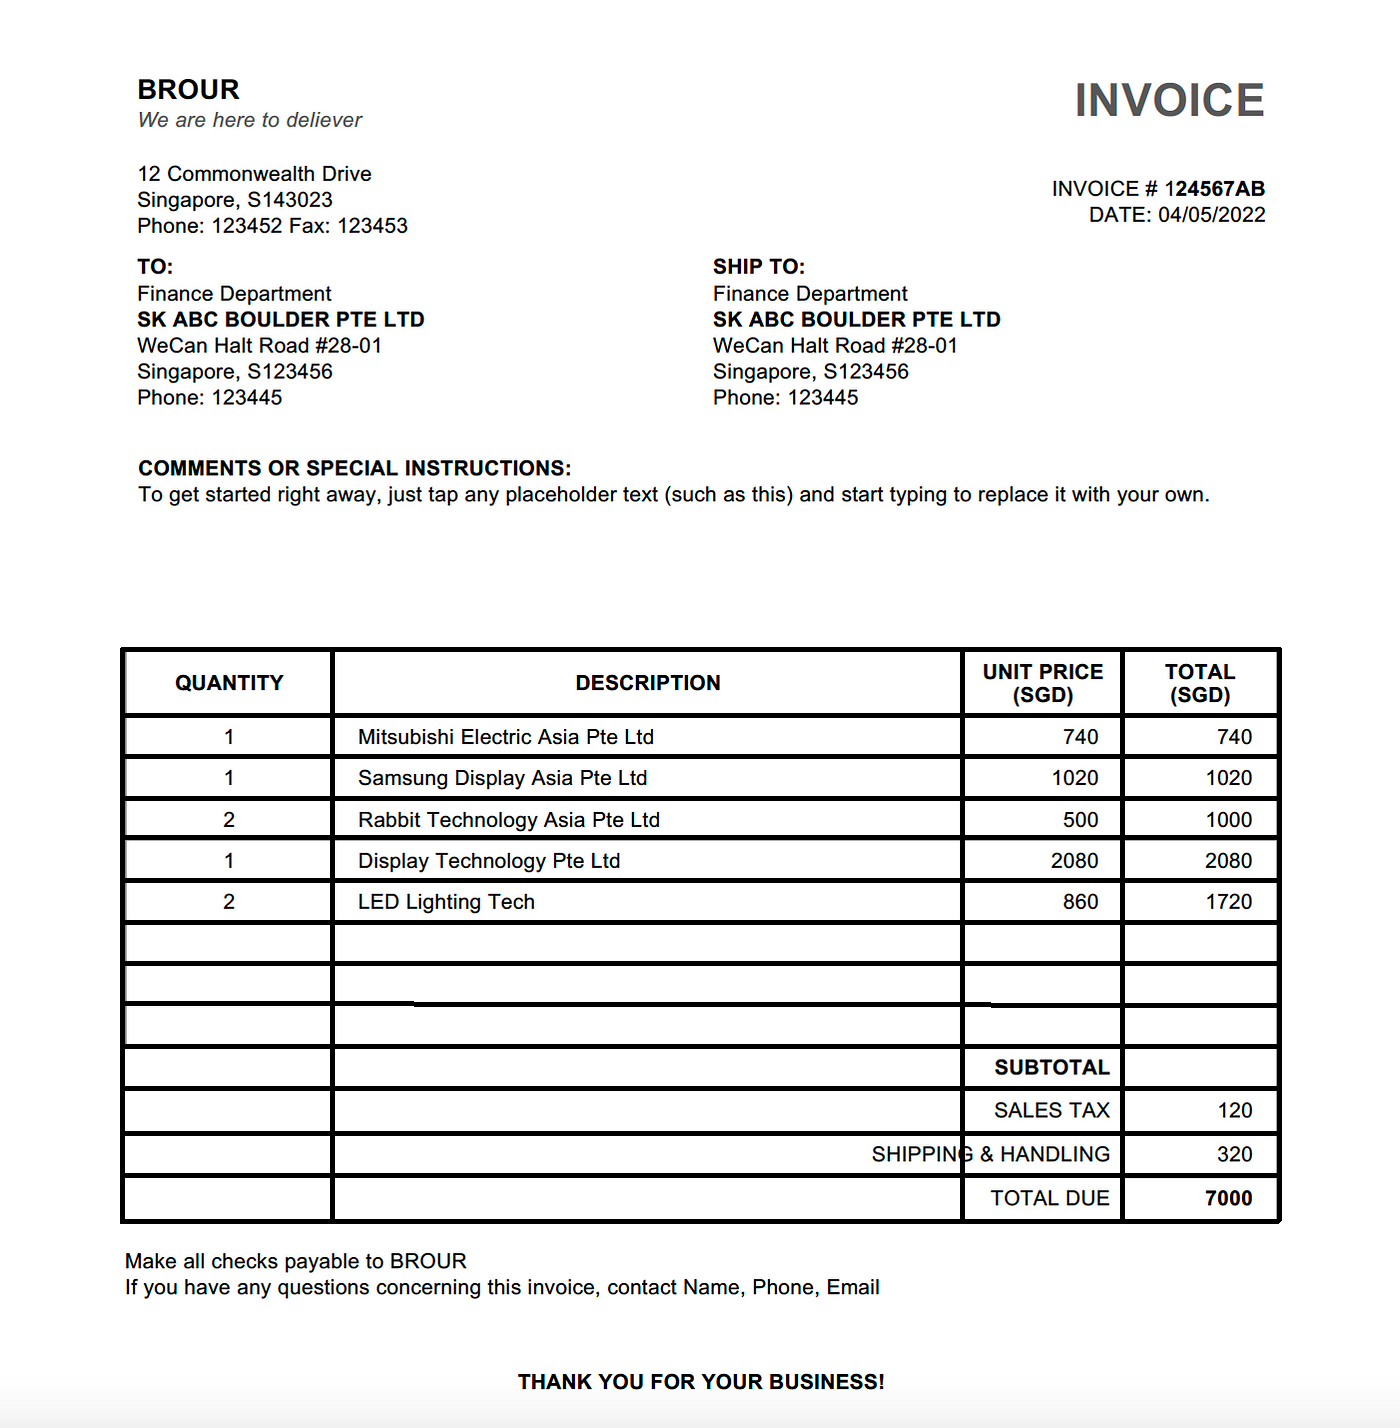 BROUR
We are here to deliever
INVOICE
12 Commonwealth Drive
Singapore, S143023
Phone: 123452 Fax: 123453
INVOICE # 124567AB
DATE: 04/05/2022
TO:
Finance Department
SK ABC BOULDER PTE LTD
WeCan Halt Road #28-01
Singapore, S123456
Phone: 123445
SHIP TO:
Finance Department
SK ABC BOULDER PTE LTD
WeCan Halt Road #28-01
Singapore, S123456
Phone: 123445
COMMENTS OR SPECIAL INSTRUCTIONS:
To get started right away, just tap any placeholder text (such as this) and start typing to replace it with your own.
QUANTITY DESCRIPTION UNIT PRICE (SGD) TOTAL (SGD)
1 Mitsubishi Electric Asia Pte Ltd 740 740
1 Samsung Display Asia Pte Ltd 1020 1020
2 Rabbit Technology Asia Pte Ltd 500 1000
1 Display Technology Pte Ltd 2080 2080
2 LED Lighting Tech 860 1720
SUBTOTAL
SALES TAX 120
SHIPPING & HANDLING 320
TOTAL DUE 7000
Make all checks payable to BROUR
If you have any questions concerning this invoice, contact Name, Phone, Email
THANK YOU FOR YOUR BUSINESS!